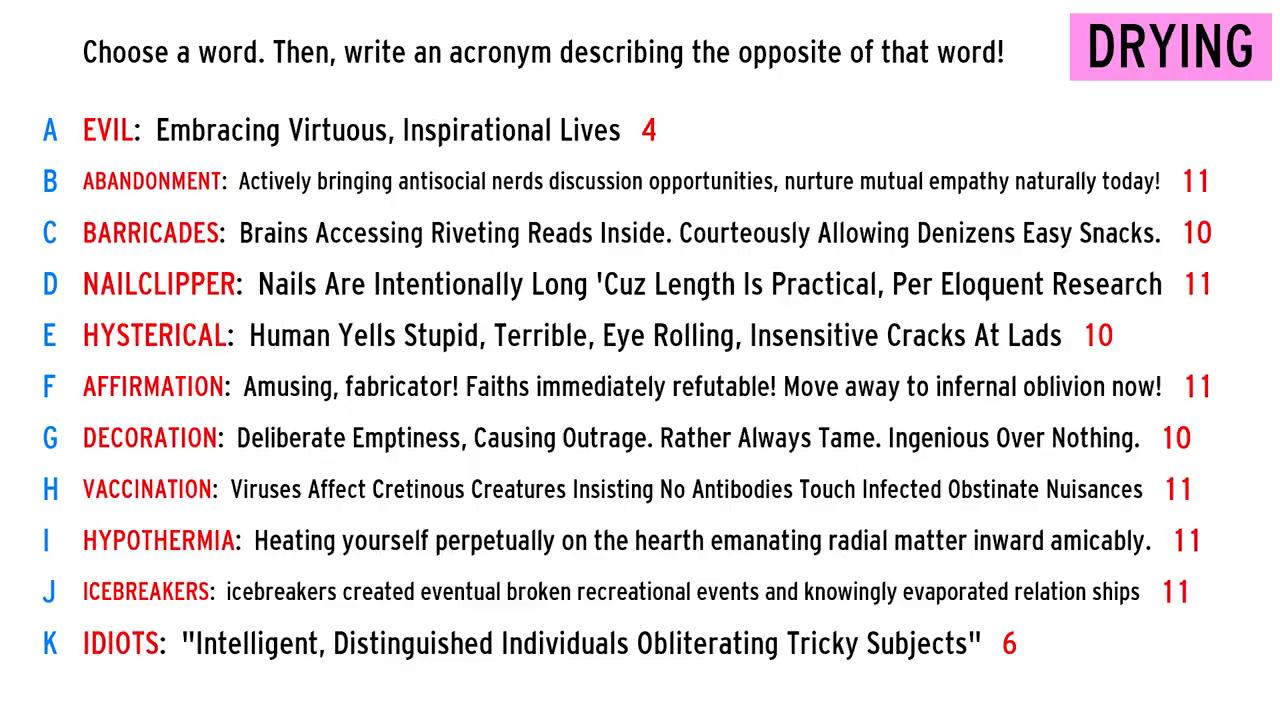 Choose a word. Then, write an acronym describing the opposite of that word!
DRYING
A EVIL: Embracing Virtuous, Inspirational Lives 4
B ABANDONMENT: Actively bringing antisocial nerds discussion opportunities, nurture mutual empathy naturally today! 11
C BARRICADES: Brains Accessing Riveting Reads Inside. Courteously Allowing Denizens Easy Snacks. 10
D NAILCLIPPER: Nails Are Intentionally Long 'Cuz Length Is Practical, Per Eloquent Research 11
E HYSTERICAL: Human Yells Stupid, Terrible, Eye Rolling, Insensitive Cracks At Lads 10
F AFFIRMATION: Amusing, fabricator! Faiths immediately refutable! Move away to infernal oblivion now! 11
G DECORATION: Deliberate Emptiness, Causing Outrage. Rather Always Tame. Ingenious Over Nothing. 10
H VACCINATION: Viruses Affect Cretinous Creatures Insisting No Antibodies Touch Infected Obstinate Nuisances 11
I HYPOTHERMIA: Heating yourself perpetually on the hearth emanating radial matter inward amicably. 11
J ICEBREAKERS: icebreakers created eventual broken recreational events and knowingly evaporated relation ships 11
K IDIOTS: "Intelligent, Distinguished Individuals Obliterating Tricky Subjects" 6